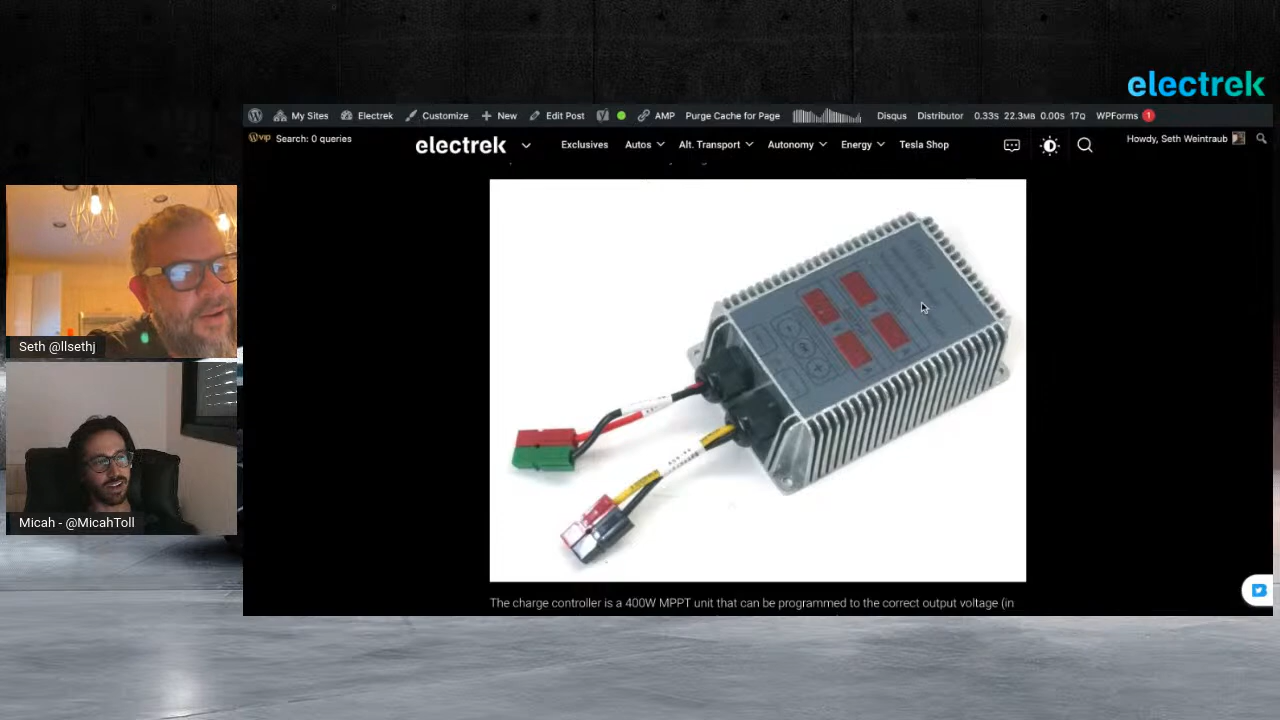 electrek
My Sites Electrek Customize New Edit Post AMP Purge Cache for Page Disqus Distributor 0.33s 22.3MB 0.00s 17Q WPForms 1
vip Search: 0 queries
Howdy, Seth Weintraub
electrek Exclusives Autos Alt. Transport Autonomy Energy Tesla Shop
Seth @llsethj
Micah - @MicahToll
The charge controller is a 400W MPPT unit that can be programmed to the correct output voltage (in